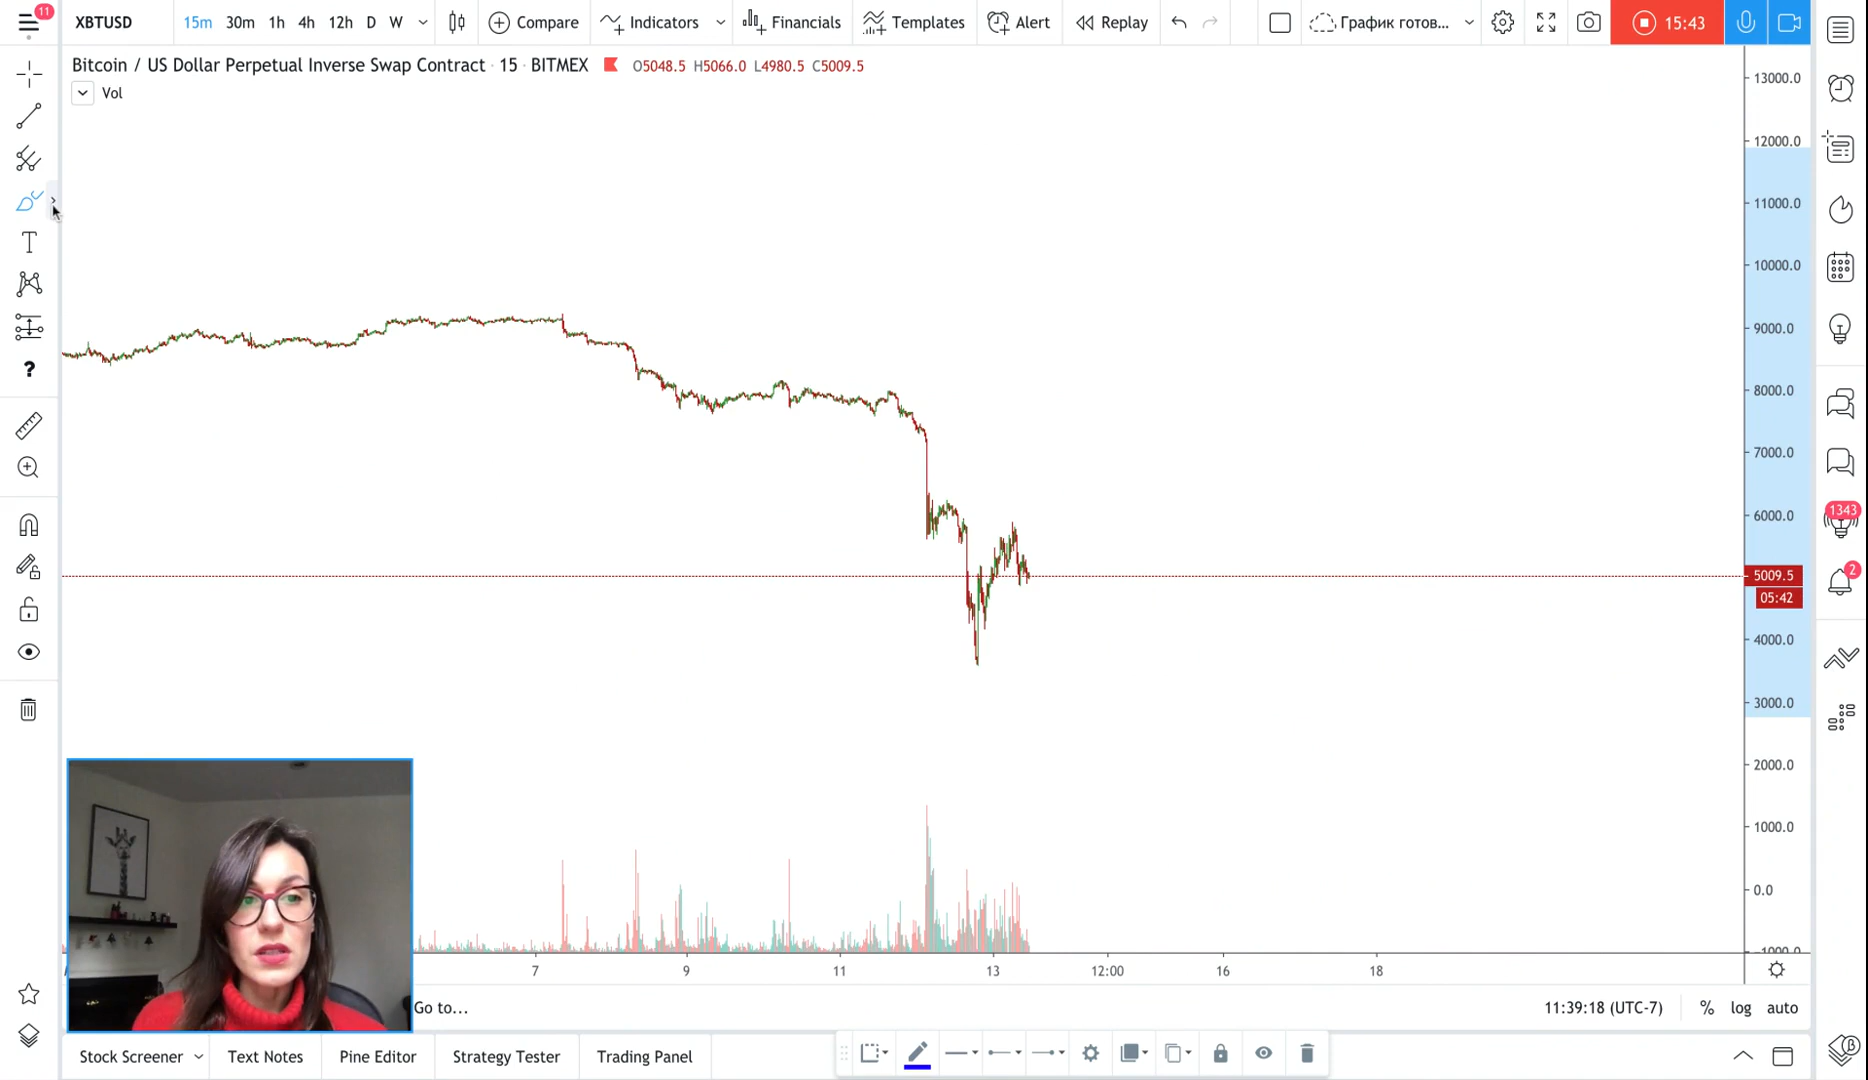 11
XBTUSD 15m 30m 1h 4h 12h D W Compare Indicators Financials Templates Alert Replay График готов... 15:43
Bitcoin / US Dollar Perpetual Inverse Swap Contract · 15 · BITMEX O5048.5 H5066.0 L4980.5 C5009.5
Vol
13000.0
12000.0
11000.0
10000.0
9000.0
8000.0
7000.0
6000.0
5009.5
05:42
4000.0
3000.0
2000.0
1000.0
0.0
-1000.0
T
?
1343
2
7 9 11 13 12:00 16 18
Go to... 11:39:18 (UTC-7) % log auto
Stock Screener Text Notes Pine Editor Strategy Tester Trading Panel
β